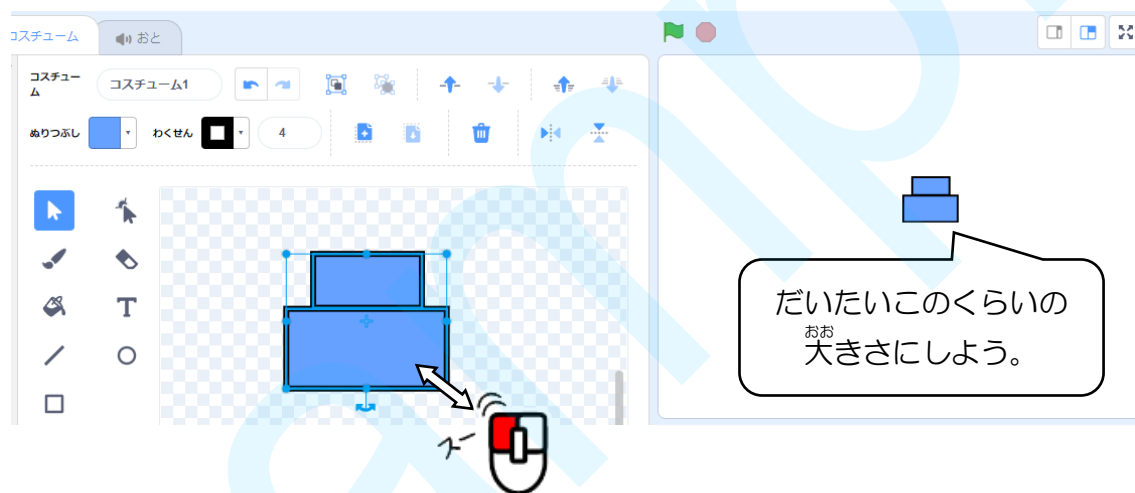 コスチューム
おと
コスチューム
コスチューム1
ぬりつぶし
わくせん
4
T
だいたいこのくらいの
おお
大きさにしよう。